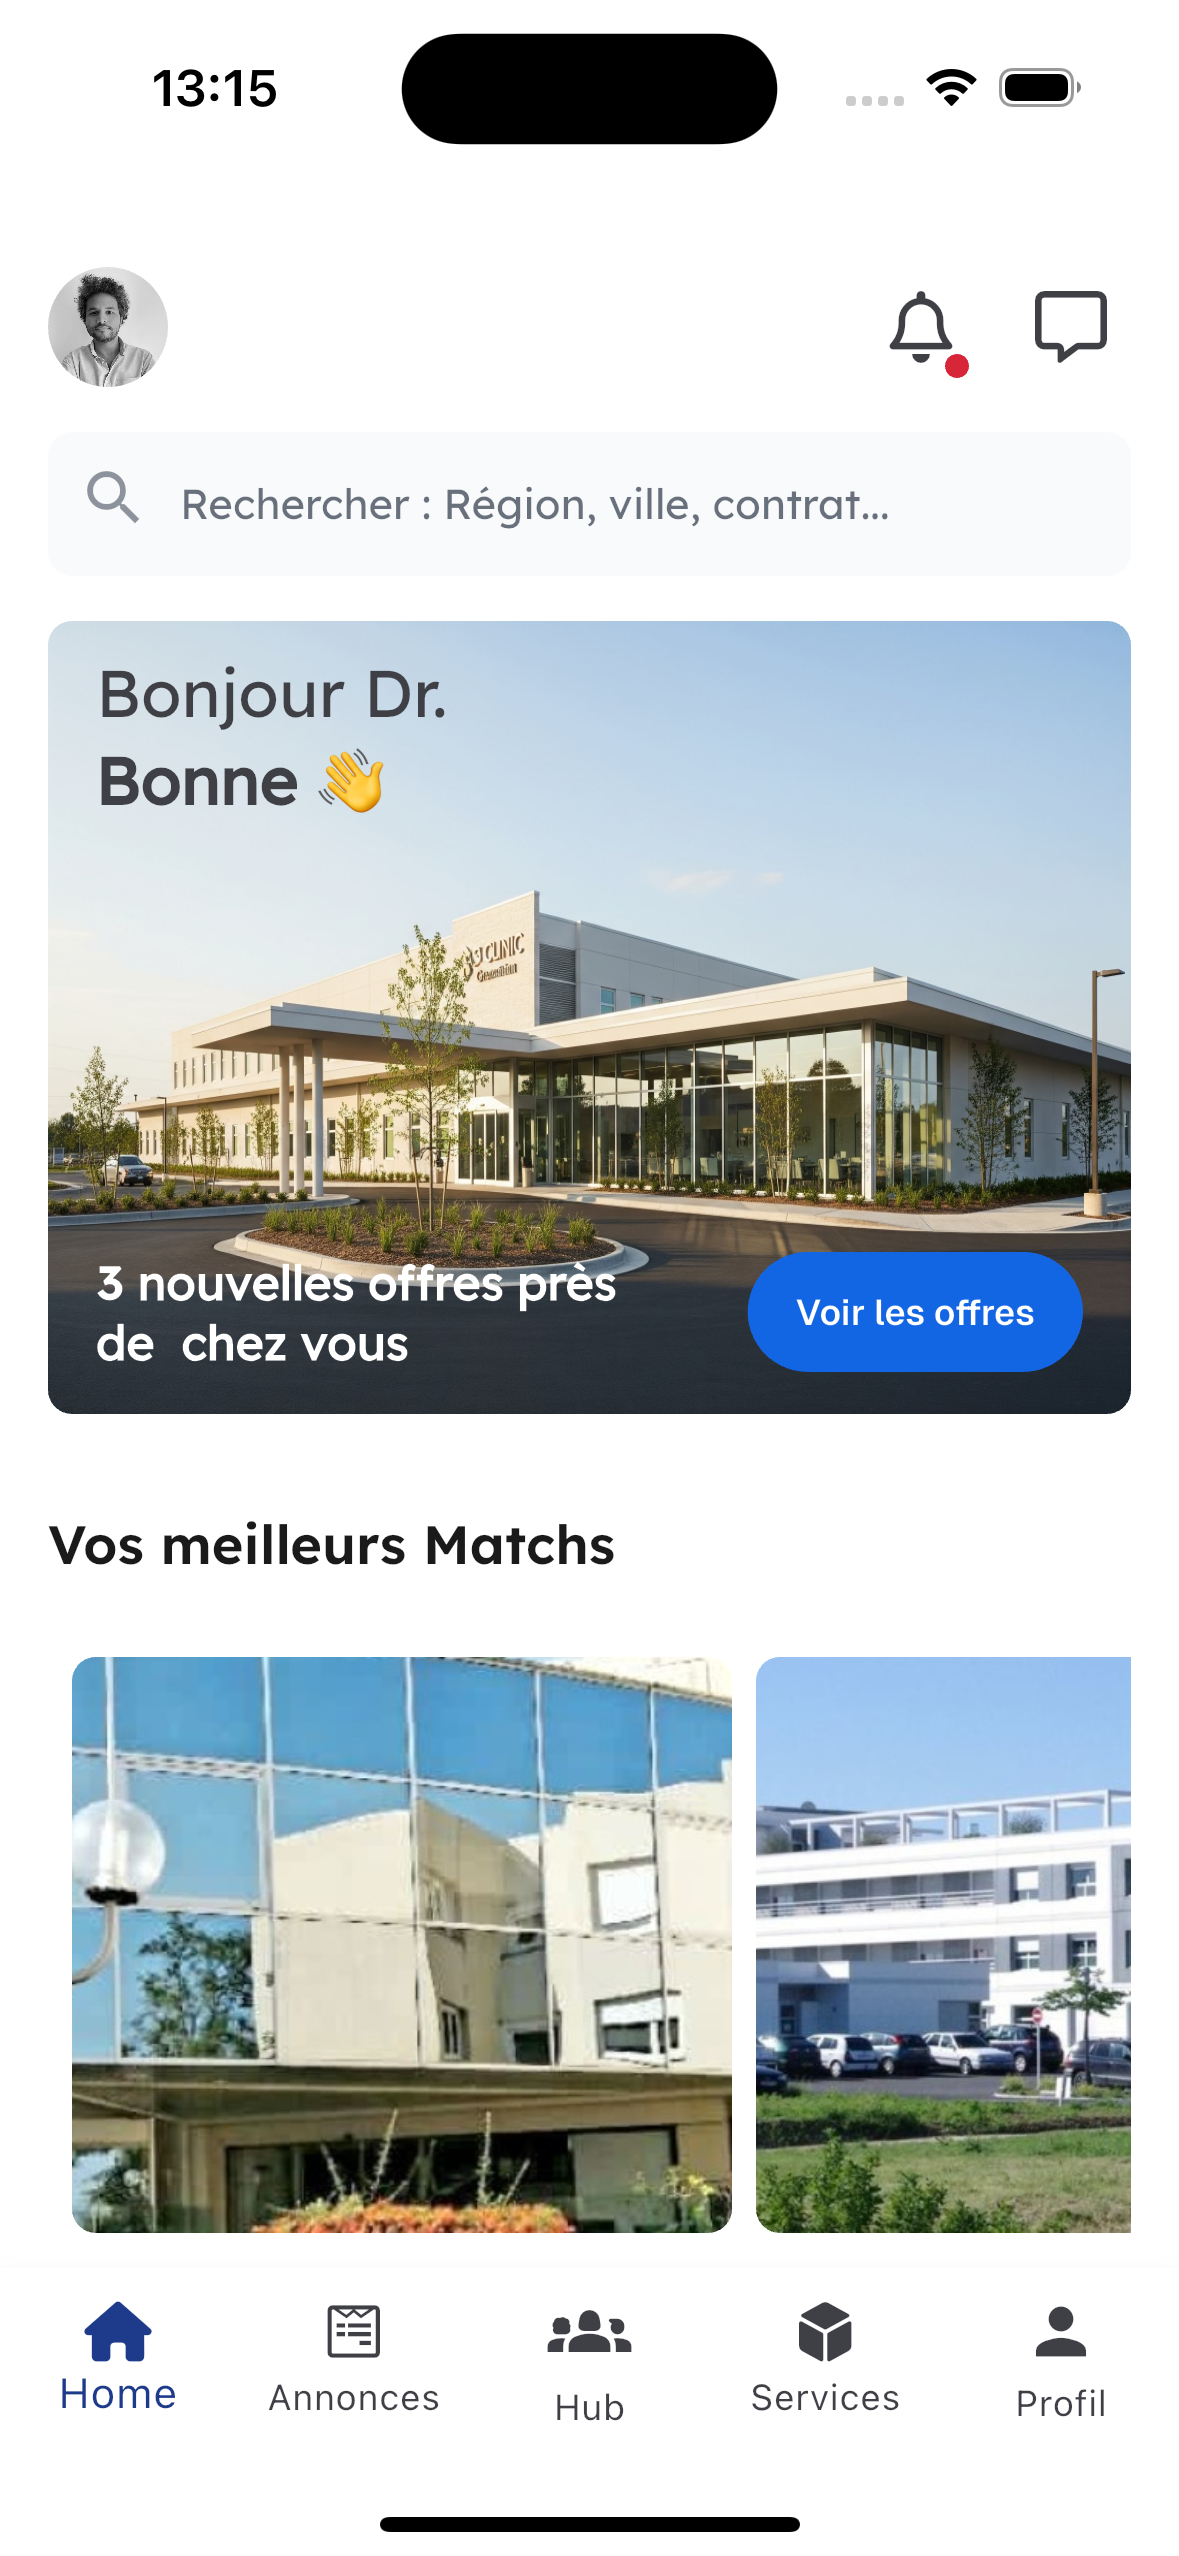 13:15
Rechercher : Région, ville, contrat...
Bonjour Dr.
Bonne 👋
CLINIC
3 nouvelles offres près
de  chez vous
Voir les offres
Vos meilleurs Matchs
Home
Annonces
Hub
Services
Profil